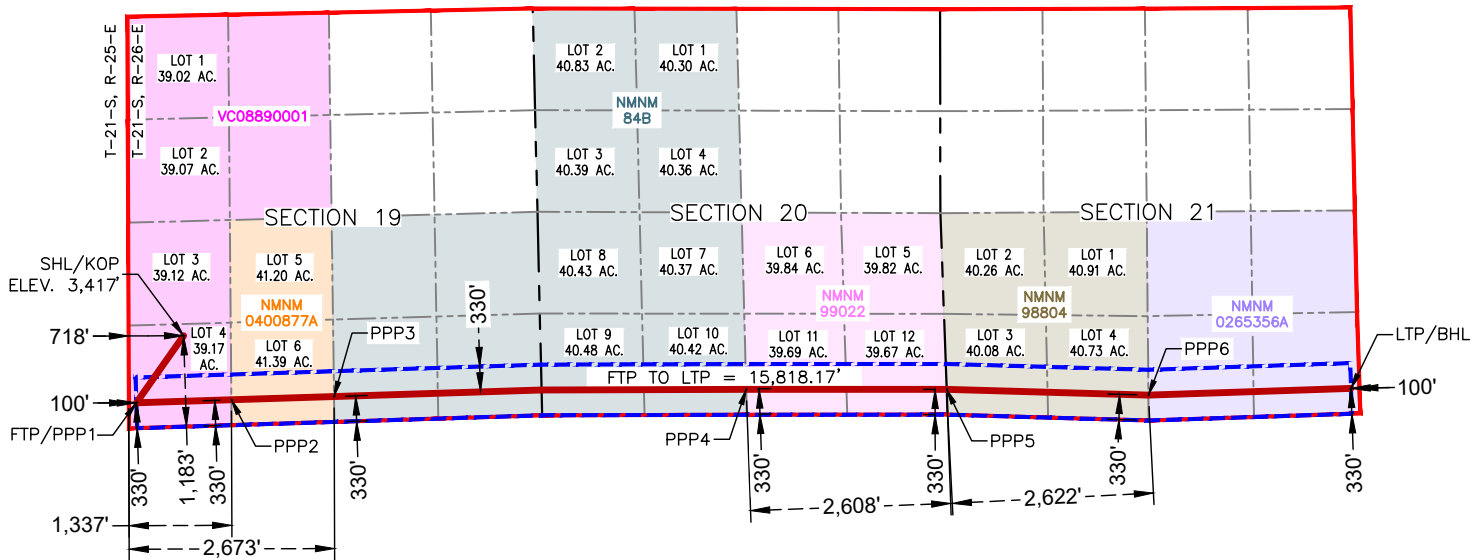 T-21-S, R-25-E
T-21-S, R-26-E
LOT 1
39.02 AC.
VC08890001
LOT 2
39.07 AC.
LOT 2
40.83 AC.
LOT 1
40.30 AC.
NMNM
84B
LOT 3
40.39 AC.
LOT 4
40.36 AC.
SECTION 19
SECTION 20
SECTION 21
SHL/KOP
ELEV. 3,417'
LOT 3
39.12 AC.
LOT 5
41.20 AC.
LOT 8
40.43 AC.
LOT 7
40.37 AC.
LOT 6
39.84 AC.
LOT 5
39.82 AC.
LOT 2
40.26 AC.
LOT 1
40.91 AC.
NMNM
0400877A
NMNM
99022
NMNM
98804
NMNM
0265356A
718'
LOT 4
39.17
AC.
LOT 6
41.39 AC.
PPP3
330'
LOT 9
40.48 AC.
LOT 10
40.42 AC.
LOT 11
39.69 AC.
LOT 12
39.67 AC.
LOT 3
40.08 AC.
LOT 4
40.73 AC.
PPP6
LTP/BHL
FTP TO LTP = 15,818.17'
100'
100'
FTP/PPP1
PPP2
PPP4
PPP5
330'
1,183'
330'
330'
330'
330'
330'
330'
2,608'
2,622'
1,337'
2,673'